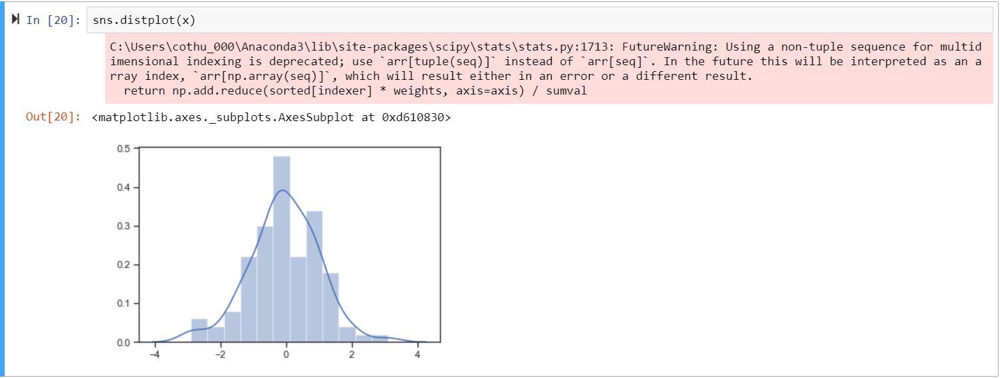 In [20]: sns.distplot(x)
C:\Users\cothu_000\Anaconda3\lib\site-packages\scipy\stats\stats.py:1713: FutureWarning: Using a non-tuple sequence for multid
imensional indexing is deprecated; use `arr[tuple(seq)]` instead of `arr[seq]`. In the future this will be interpreted as an a
rray index, `arr[np.array(seq)]`, which will result either in an error or a different result.
  return np.add.reduce(sorted[indexer] * weights, axis=axis) / sumval
Out[20]: <matplotlib.axes._subplots.AxesSubplot at 0xd610830>
0.5
0.4
0.3
0.2
0.1
0.0
−4 −2 0 2 4